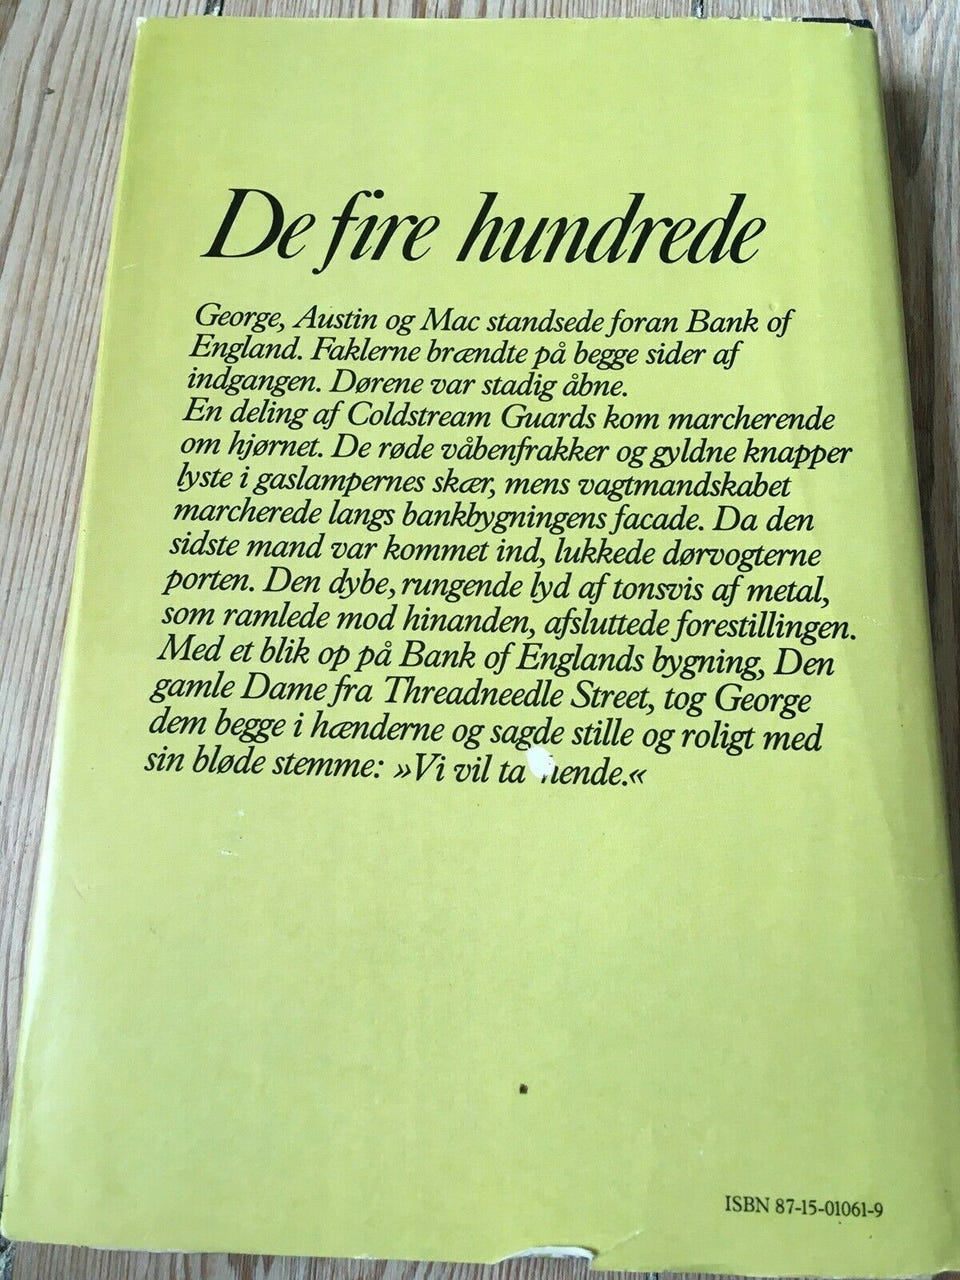 De fire hundrede
George, Austin og Mac standsede foran Bank of
England. Faklerne brændte på begge sider af
indgangen. Dørene var stadig åbne.
En deling af Coldstream Guards kom marcherende
om hjørnet. De røde våbenfrakker og gyldne knapper
lyste i gaslampernes skær, mens vagtmandskabet
marcherede langs bankbygningens facade. Da den
sidste mand var kommet ind, lukkede dørvogterne
porten. Den dybe, rungende lyd af tonsvis af metal,
som ramlede mod hinanden, afsluttede forestillingen.
Med et blik op på Bank of Englands bygning, Den
gamle Dame fra Threadneedle Street, tog George
dem begge i hænderne og sagde stille og roligt med
sin bløde stemme: »Vi vil ta hende.«
ISBN 87-15-01061-9